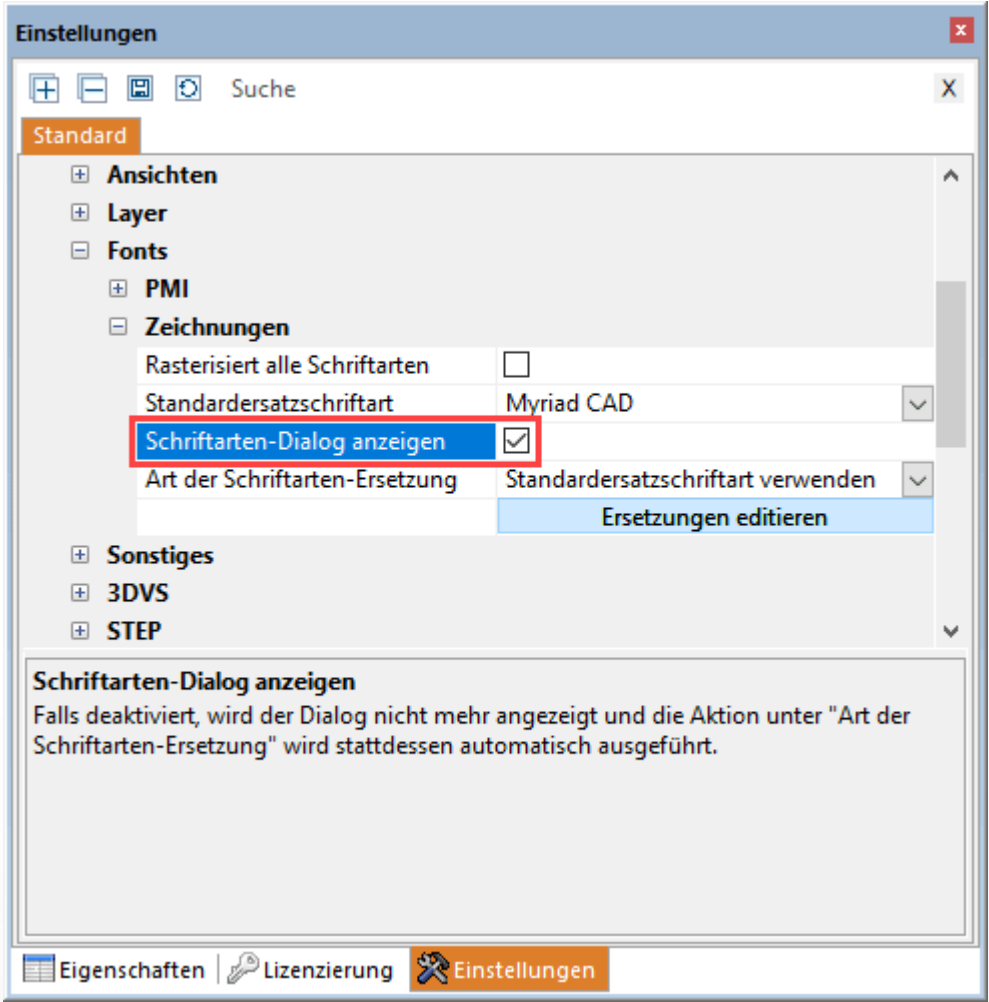 Einstellungen
Suche
X
Standard
Ansichten
Layer
Fonts
PMI
Zeichnungen
Rasterisiert alle Schriftarten
Standardersatzschriftart Myriad CAD
Schriftarten-Dialog anzeigen
Art der Schriftarten-Ersetzung Standardersatzschriftart verwenden
Ersetzungen editieren
Sonstiges
3DVS
STEP
Schriftarten-Dialog anzeigen
Falls deaktiviert, wird der Dialog nicht mehr angezeigt und die Aktion unter "Art der
Schriftarten-Ersetzung" wird stattdessen automatisch ausgeführt.
Eigenschaften Lizenzierung Einstellungen